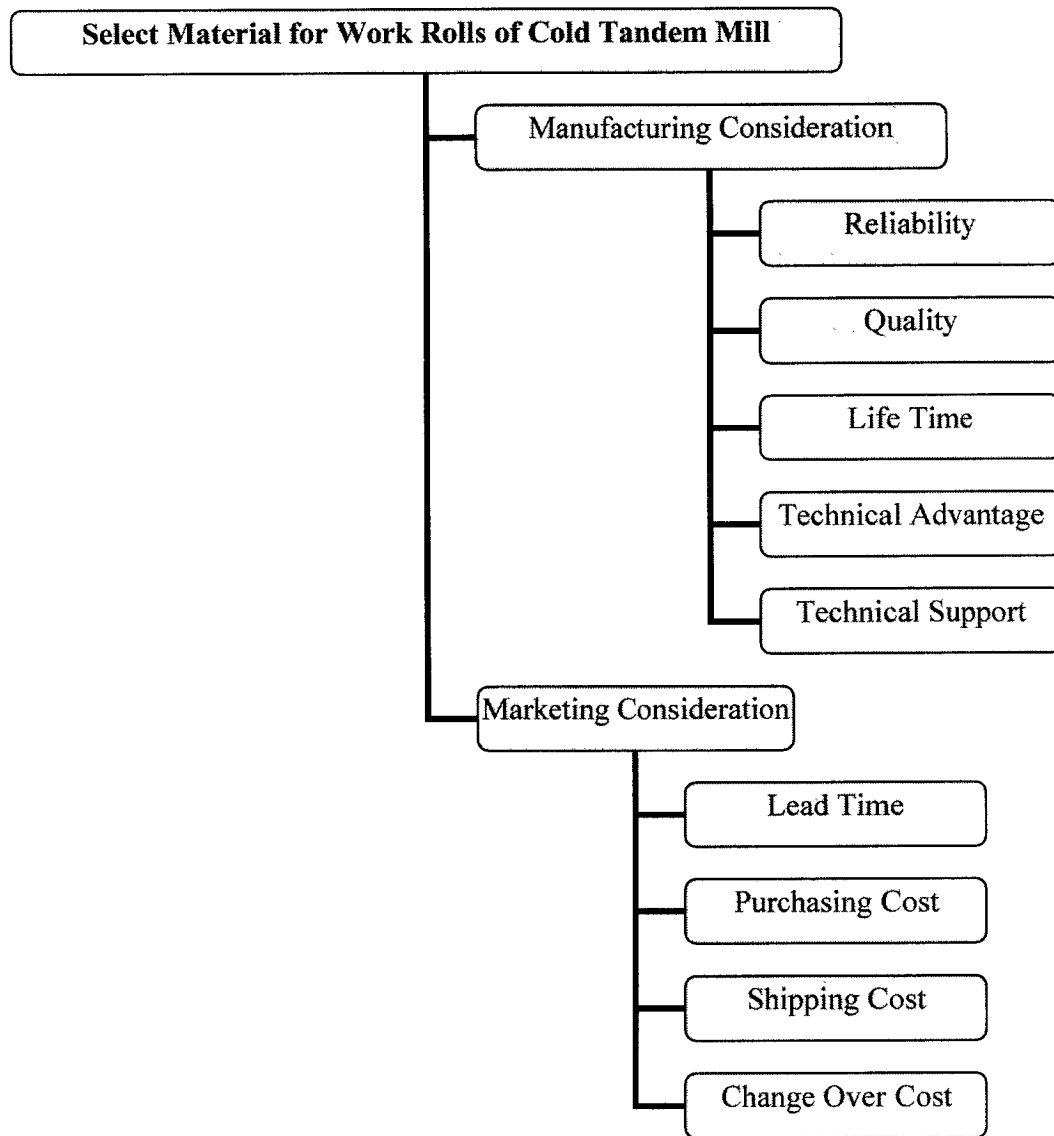 Select Material for Work Rolls of Cold Tandem Mill
Manufacturing Consideration
Reliability
Quality
Life Time
Technical Advantage
Technical Support
Marketing Consideration
Lead Time
Purchasing Cost
Shipping Cost
Change Over Cost